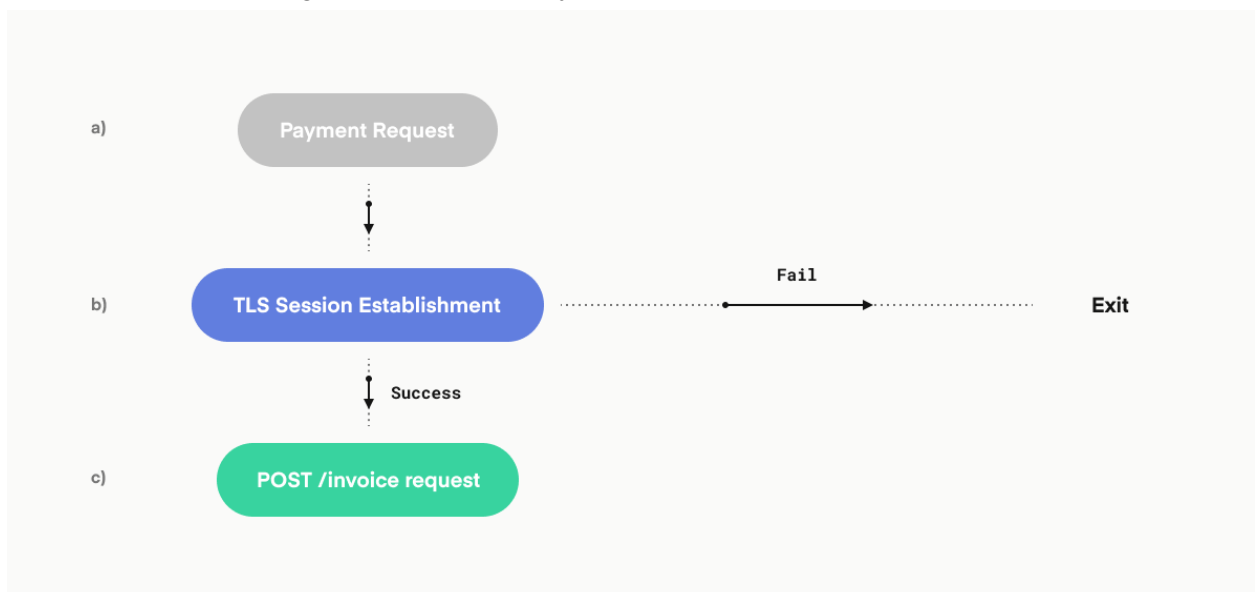 a)
Payment Request
Fail
b)
TLS Session Establishment
Exit
Success
c)
POST /invoice request